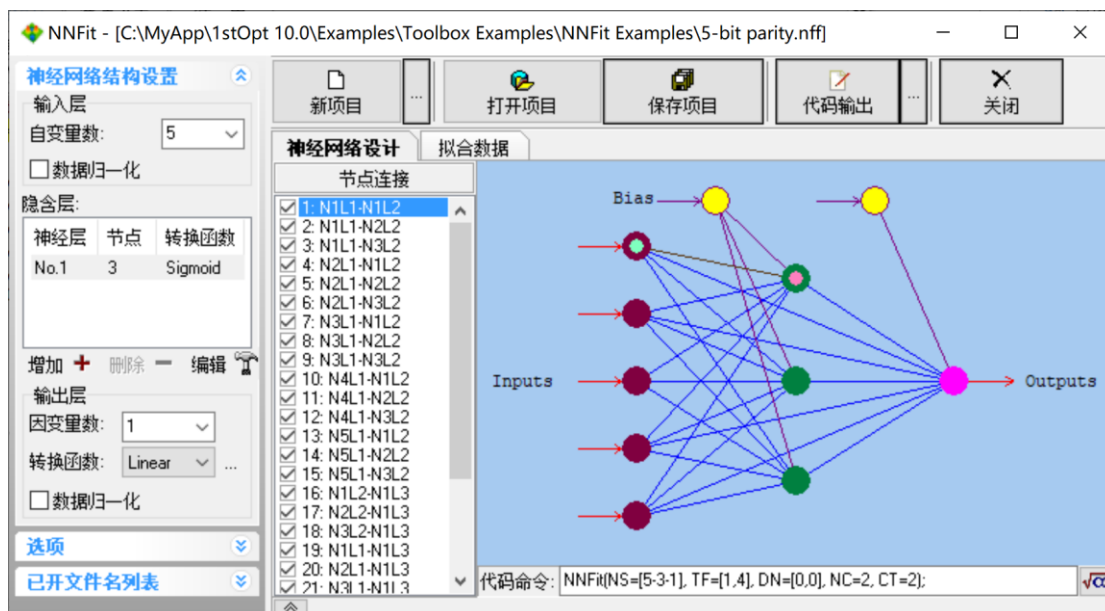 NNFit - [C:\MyApp\1stOpt 10.0\Examples\Toolbox Examples\NNFit Examples\5-bit parity.nff]
新项目
...
打开项目
保存项目
代码输出
...
关闭
神经网络结构设置
输入层
自变量数:
5
数据归一化
隐含层:
神经层 节点 转换函数
No.1 3 Sigmoid
增加 删除 编辑
输出层
因变量数:
1
转换函数:
Linear
...
数据归一化
选项
已开文件名列表
神经网络设计
拟合数据
节点连接
1: N1L1-N1L2
2: N1L1-N2L2
3: N1L1-N3L2
4: N2L1-N1L2
5: N2L1-N2L2
6: N2L1-N3L2
7: N3L1-N1L2
8: N3L1-N2L2
9: N3L1-N3L2
10: N4L1-N1L2
11: N4L1-N2L2
12: N4L1-N3L2
13: N5L1-N1L2
14: N5L1-N2L2
15: N5L1-N3L2
16: N1L2-N1L3
17: N2L2-N1L3
18: N3L2-N1L3
19: N1L1-N1L3
20: N2L1-N1L3
21: N3L1-N1L3
Bias
Inputs
Outputs
代码命令:
NNFit(NS=[5-3-1], TF=[1,4], DN=[0,0], NC=2, CT=2);